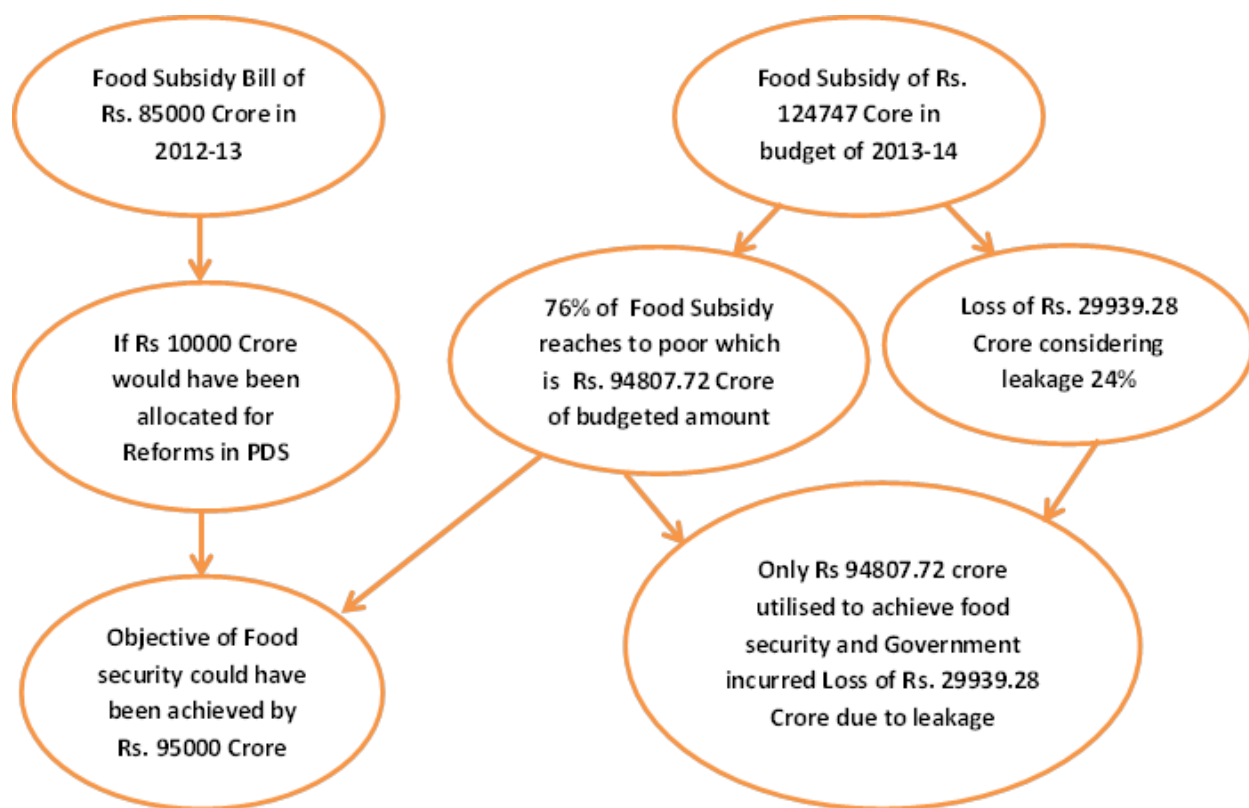 Food Subsidy Bill of
Rs. 85000 Crore in
2012-13
Food Subsidy of Rs.
124747 Core in
budget of 2013-14
If Rs 10000 Crore
would have been
allocated for
Reforms in PDS
76% of Food Subsidy
reaches to poor which
is Rs. 94807.72 Crore
of budgeted amount
Loss of Rs. 29939.28
Crore considering
leakage 24%
Objective of Food
security could have
been achieved by
Rs. 95000 Crore
Only Rs 94807.72 crore
utilised to achieve food
security and Government
incurred Loss of Rs. 29939.28
Crore due to leakage